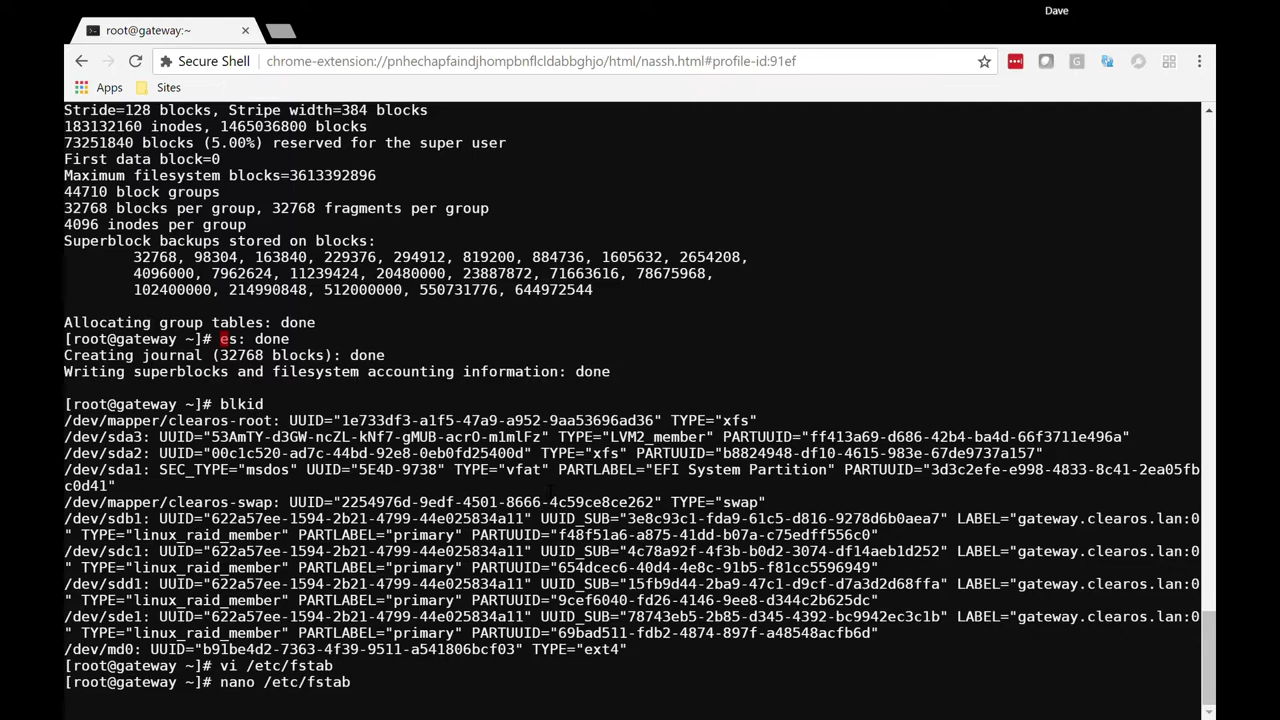 Dave
root@gateway:~
Secure Shell
chrome-extension://pnhechapfaindjhompbnflcldabbghjo/html/nassh.html#profile-id:91ef
Apps
Sites
Stride=128 blocks, Stripe width=384 blocks
183132160 inodes, 1465036800 blocks
73251840 blocks (5.00%) reserved for the super user
First data block=0
Maximum filesystem blocks=3613392896
44710 block groups
32768 blocks per group, 32768 fragments per group
4096 inodes per group
Superblock backups stored on blocks:
32768, 98304, 163840, 229376, 294912, 819200, 884736, 1605632, 2654208,
4096000, 7962624, 11239424, 20480000, 23887872, 71663616, 78675968,
102400000, 214990848, 512000000, 550731776, 644972544
Allocating group tables: done
[root@gateway ~]# es: done
Creating journal (32768 blocks): done
Writing superblocks and filesystem accounting information: done
[root@gateway ~]# blkid
/dev/mapper/clearos-root: UUID="1e733df3-a1f5-47a9-a952-9aa53696ad36" TYPE="xfs"
/dev/sda3: UUID="53AmTY-d3GW-ncZL-kNf7-gMUB-acrO-m1mlFz" TYPE="LVM2_member" PARTUUID="ff413a69-d686-42b4-ba4d-66f3711e496a"
/dev/sda2: UUID="00c1c520-ad7c-44bd-92e8-0eb0fd25400d" TYPE="xfs" PARTUUID="b8824948-df10-4615-983e-67de9737a157"
/dev/sda1: SEC_TYPE="msdos" UUID="5E4D-9738" TYPE="vfat" PARTLABEL="EFI System Partition" PARTUUID="3d3c2efe-e998-4833-8c41-2ea05fb
c0d41"
/dev/mapper/clearos-swap: UUID="2254976d-9edf-4501-8666-4c59ce8ce262" TYPE="swap"
/dev/sdb1: UUID="622a57ee-1594-2b21-4799-44e025834a11" UUID_SUB="3e8c93c1-fda9-61c5-d816-9278d6b0aea7" LABEL="gateway.clearos.lan:0
" TYPE="linux_raid_member" PARTLABEL="primary" PARTUUID="f48f51a6-a875-41dd-b07a-c75edff556c0"
/dev/sdc1: UUID="622a57ee-1594-2b21-4799-44e025834a11" UUID_SUB="4c78a92f-4f3b-b0d2-3074-df14aeb1d252" LABEL="gateway.clearos.lan:0
" TYPE="linux_raid_member" PARTLABEL="primary" PARTUUID="654dcec6-40d4-4e8c-91b5-f81cc5596949"
/dev/sdd1: UUID="622a57ee-1594-2b21-4799-44e025834a11" UUID_SUB="15fb9d44-2ba9-47c1-d9cf-d7a3d2d68ffa" LABEL="gateway.clearos.lan:0
" TYPE="linux_raid_member" PARTLABEL="primary" PARTUUID="9cef6040-fd26-4146-9ee8-d344c2b625dc"
/dev/sde1: UUID="622a57ee-1594-2b21-4799-44e025834a11" UUID_SUB="78743eb5-2b85-d345-4392-bc9942ec3c1b" LABEL="gateway.clearos.lan:0
" TYPE="linux_raid_member" PARTLABEL="primary" PARTUUID="69bad511-fdb2-4874-897f-a48548acfb6d"
/dev/md0: UUID="b91be4d2-7363-4f39-9511-a541806bcf03" TYPE="ext4"
[root@gateway ~]# vi /etc/fstab
[root@gateway ~]# nano /etc/fstab